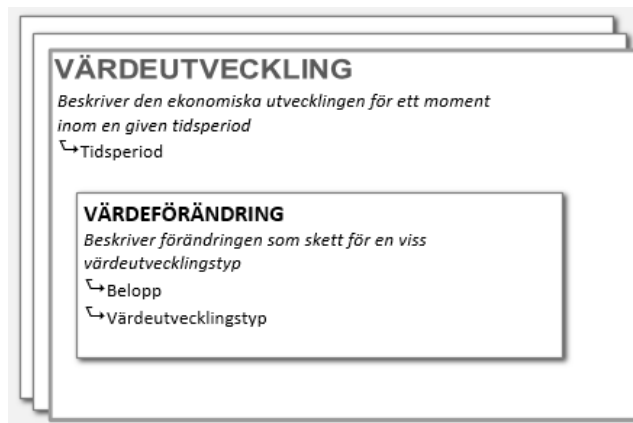 VÄRDEUTVECKLING
Beskriver den ekonomiska utvecklingen för ett moment
inom en given tidsperiod
Tidsperiod
VÄRDEFÖRÄNDRING
Beskriver förändringen som skett för en viss
värdeutvecklingstyp
Belopp
Värdeutvecklingstyp